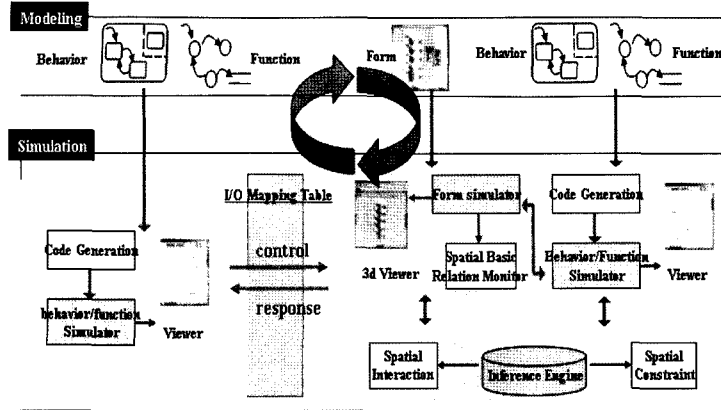 Modeling
Behavior
Function
Form
Behavior
Function
Simulation
I/O Mapping Table
Form simulator
Code Generation
Code Generation
control
3d Viewer
Spatial Basic
Relation Monitor
Behavior/Function
Simulator
Viewer
behavior/function
Simulator
Viewer
response
Spatial
Interaction
Inference Engine
Spatial
Constraint